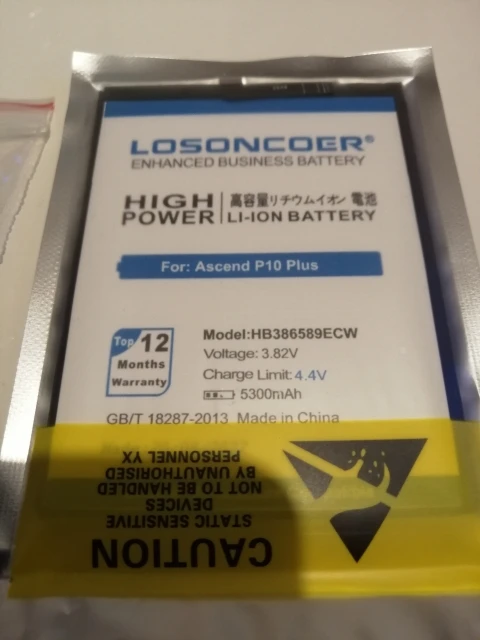 LOSONCOER®
ENHANCED BUSINESS BATTERY
HIGH POWER
高容量リチウムイオン 電池
LI-ION BATTERY
For: Ascend P10 Plus
Top 12
Months
Warranty
Model:HB386589ECW
Voltage: 3.82V
Charge Limit: 4.4V
5300mAh
GB/T 18287-2013 Made in China
CAUTION
STATIC SENSITIVE
DEVICES
NOT TO BE HANDLED
BY UNAUTHORISED
PERSONNEL YX